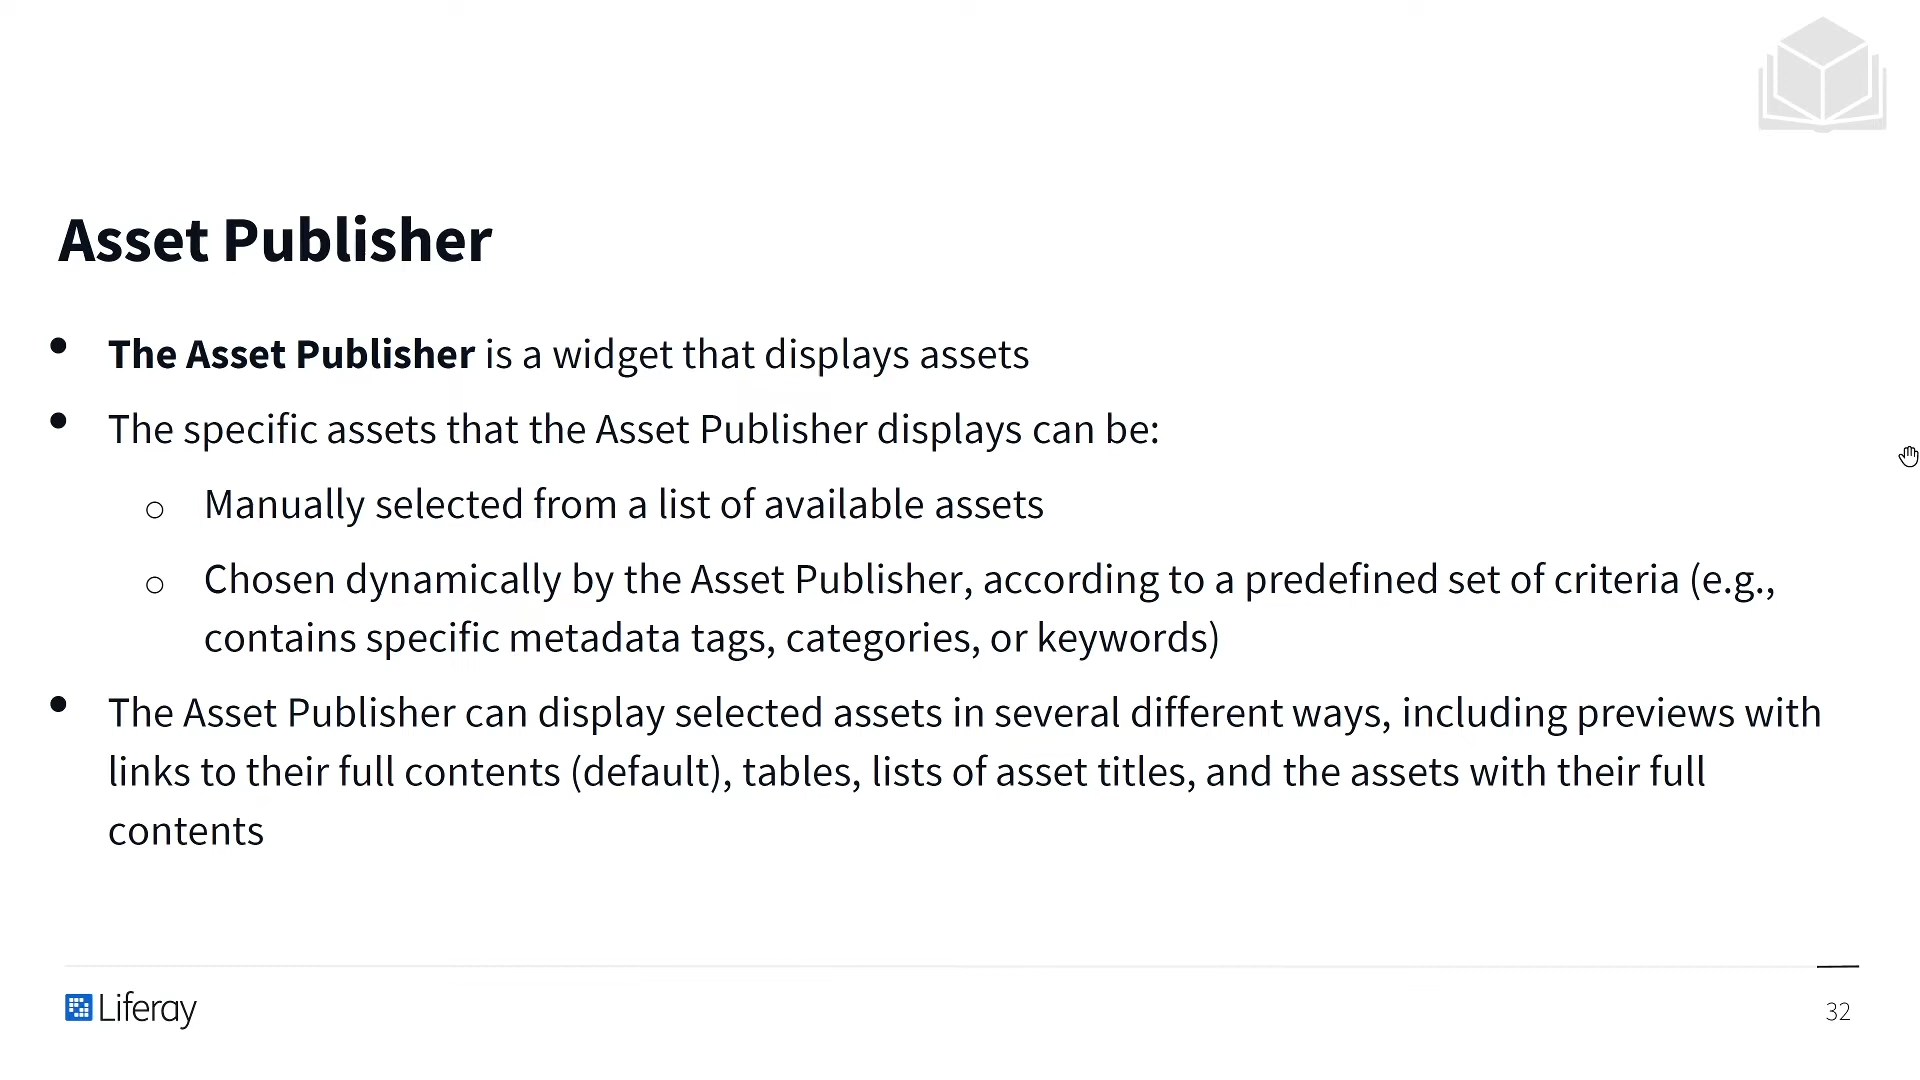 Asset Publisher
• The Asset Publisher is a widget that displays assets
• The specific assets that the Asset Publisher displays can be:
o Manually selected from a list of available assets
o Chosen dynamically by the Asset Publisher, according to a predefined set of criteria (e.g.,
contains specific metadata tags, categories, or keywords)
• The Asset Publisher can display selected assets in several different ways, including previews with
links to their full contents (default), tables, lists of asset titles, and the assets with their full
contents
Liferay
32